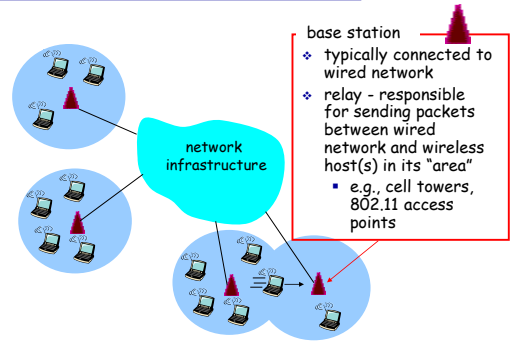 base station
❖ typically connected to
wired network
❖ relay - responsible
for sending packets
between wired
network and wireless
host(s) in its “area”
▪ e.g., cell towers,
802.11 access
points
network
infrastructure